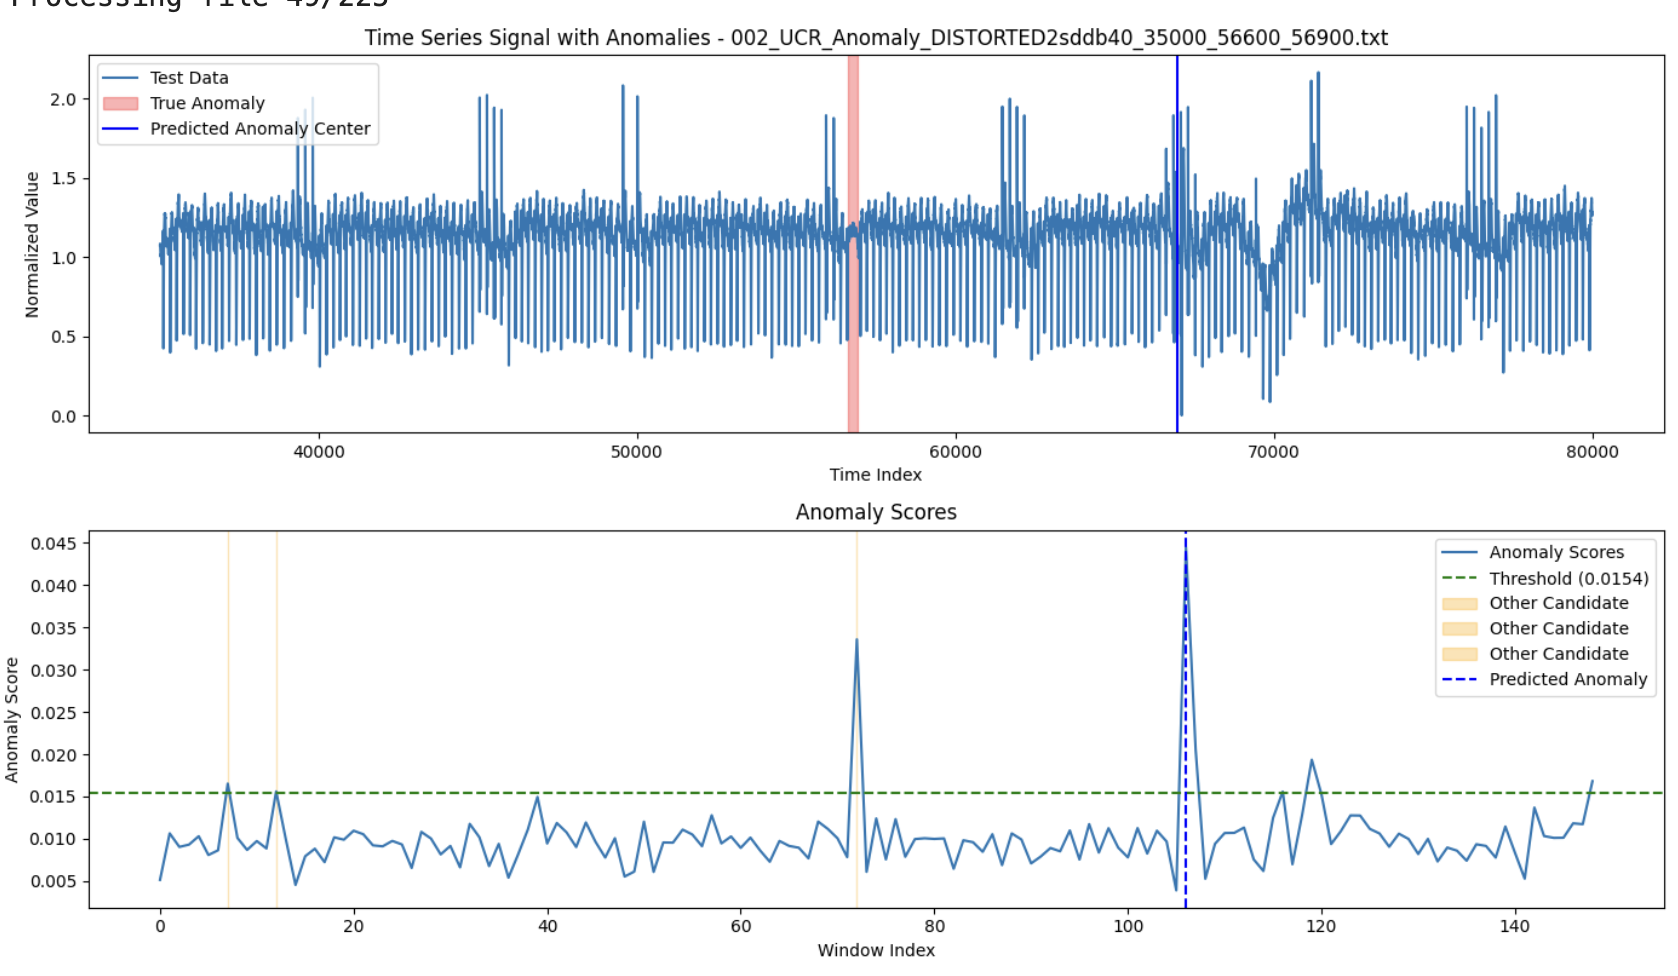 Processing file 49/225
Time Series Signal with Anomalies - 002_UCR_Anomaly_DISTORTED2sddb40_35000_56600_56900.txt
Test Data
True Anomaly
Predicted Anomaly Center
Normalized Value
2.0
1.5
1.0
0.5
0.0
40000
50000
60000
70000
80000
Time Index
Anomaly Scores
Anomaly Score
0.045
0.040
0.035
0.030
0.025
0.020
0.015
0.010
0.005
Anomaly Scores
Threshold (0.0154)
Other Candidate
Other Candidate
Other Candidate
Predicted Anomaly
0
20
40
60
80
100
120
140
Window Index